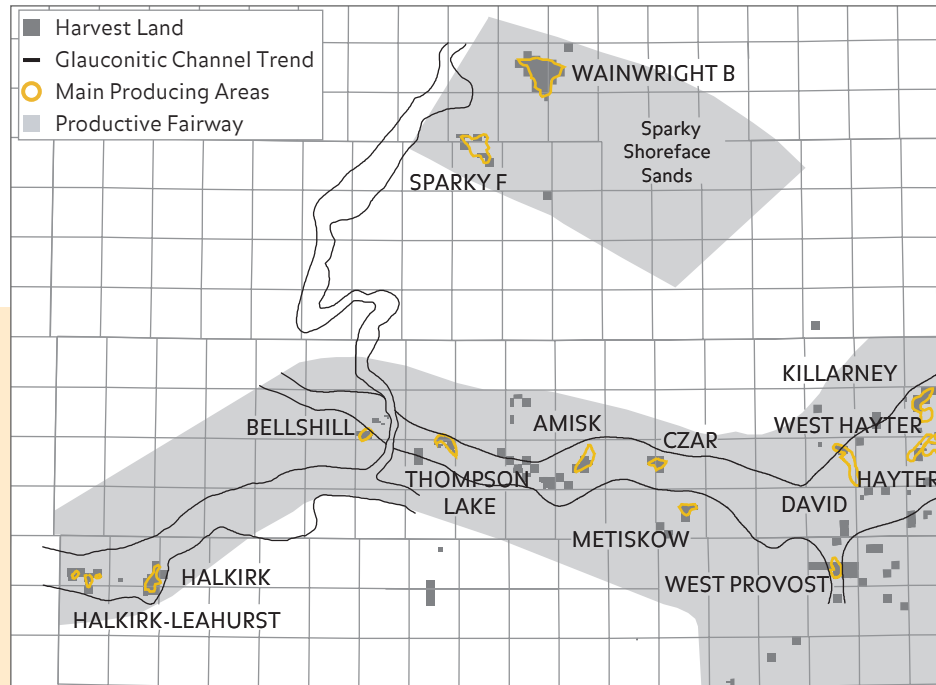 Harvest Land
Glauconitic Channel Trend
Main Producing Areas
Productive Fairway
WAINWRIGHT B
Sparky
Shoreface
Sands
SPARKY F
KILLARNEY
BELLSHILL
AMISK
WEST HAYTER
CZAR
THOMPSON
LAKE
HAYTER
DAVID
METISKOW
HALKIRK
WEST PROVOST
HALKIRK-LEAHURST